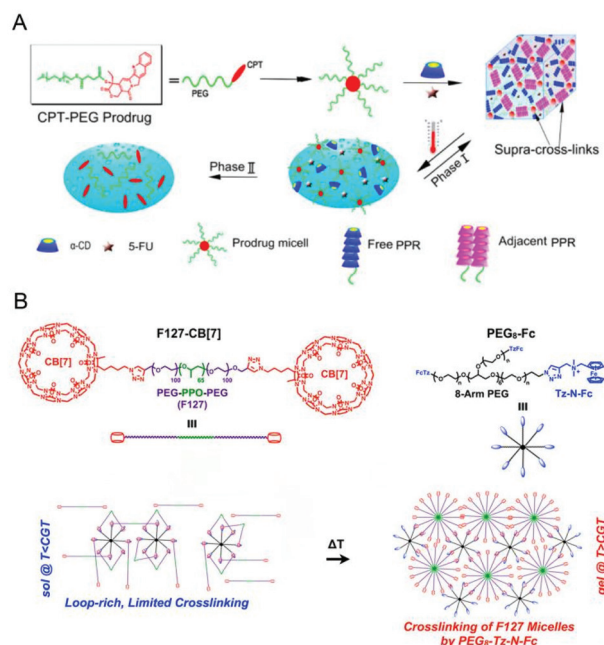 A
CPT
PEG
CPT-PEG Prodrug
Supra-cross-links
Phase I
Phase II
α-CD
5-FU
Prodrug micell
Free PPR
Adjacent PPR
B
F127-CB[7]
PEG₈-Fc
CB[7]
CB[7]
100
65
100
PEG-PPO-PEG
(F127)
III
TzFc
FcTz
8-Arm PEG
Tz-N-Fc
III
sol @ T<CGT
ΔT
gel @ T>CGT
Loop-rich, Limited Crosslinking
Crosslinking of F127 Micelles
by PEG₈-Tz-N-Fc